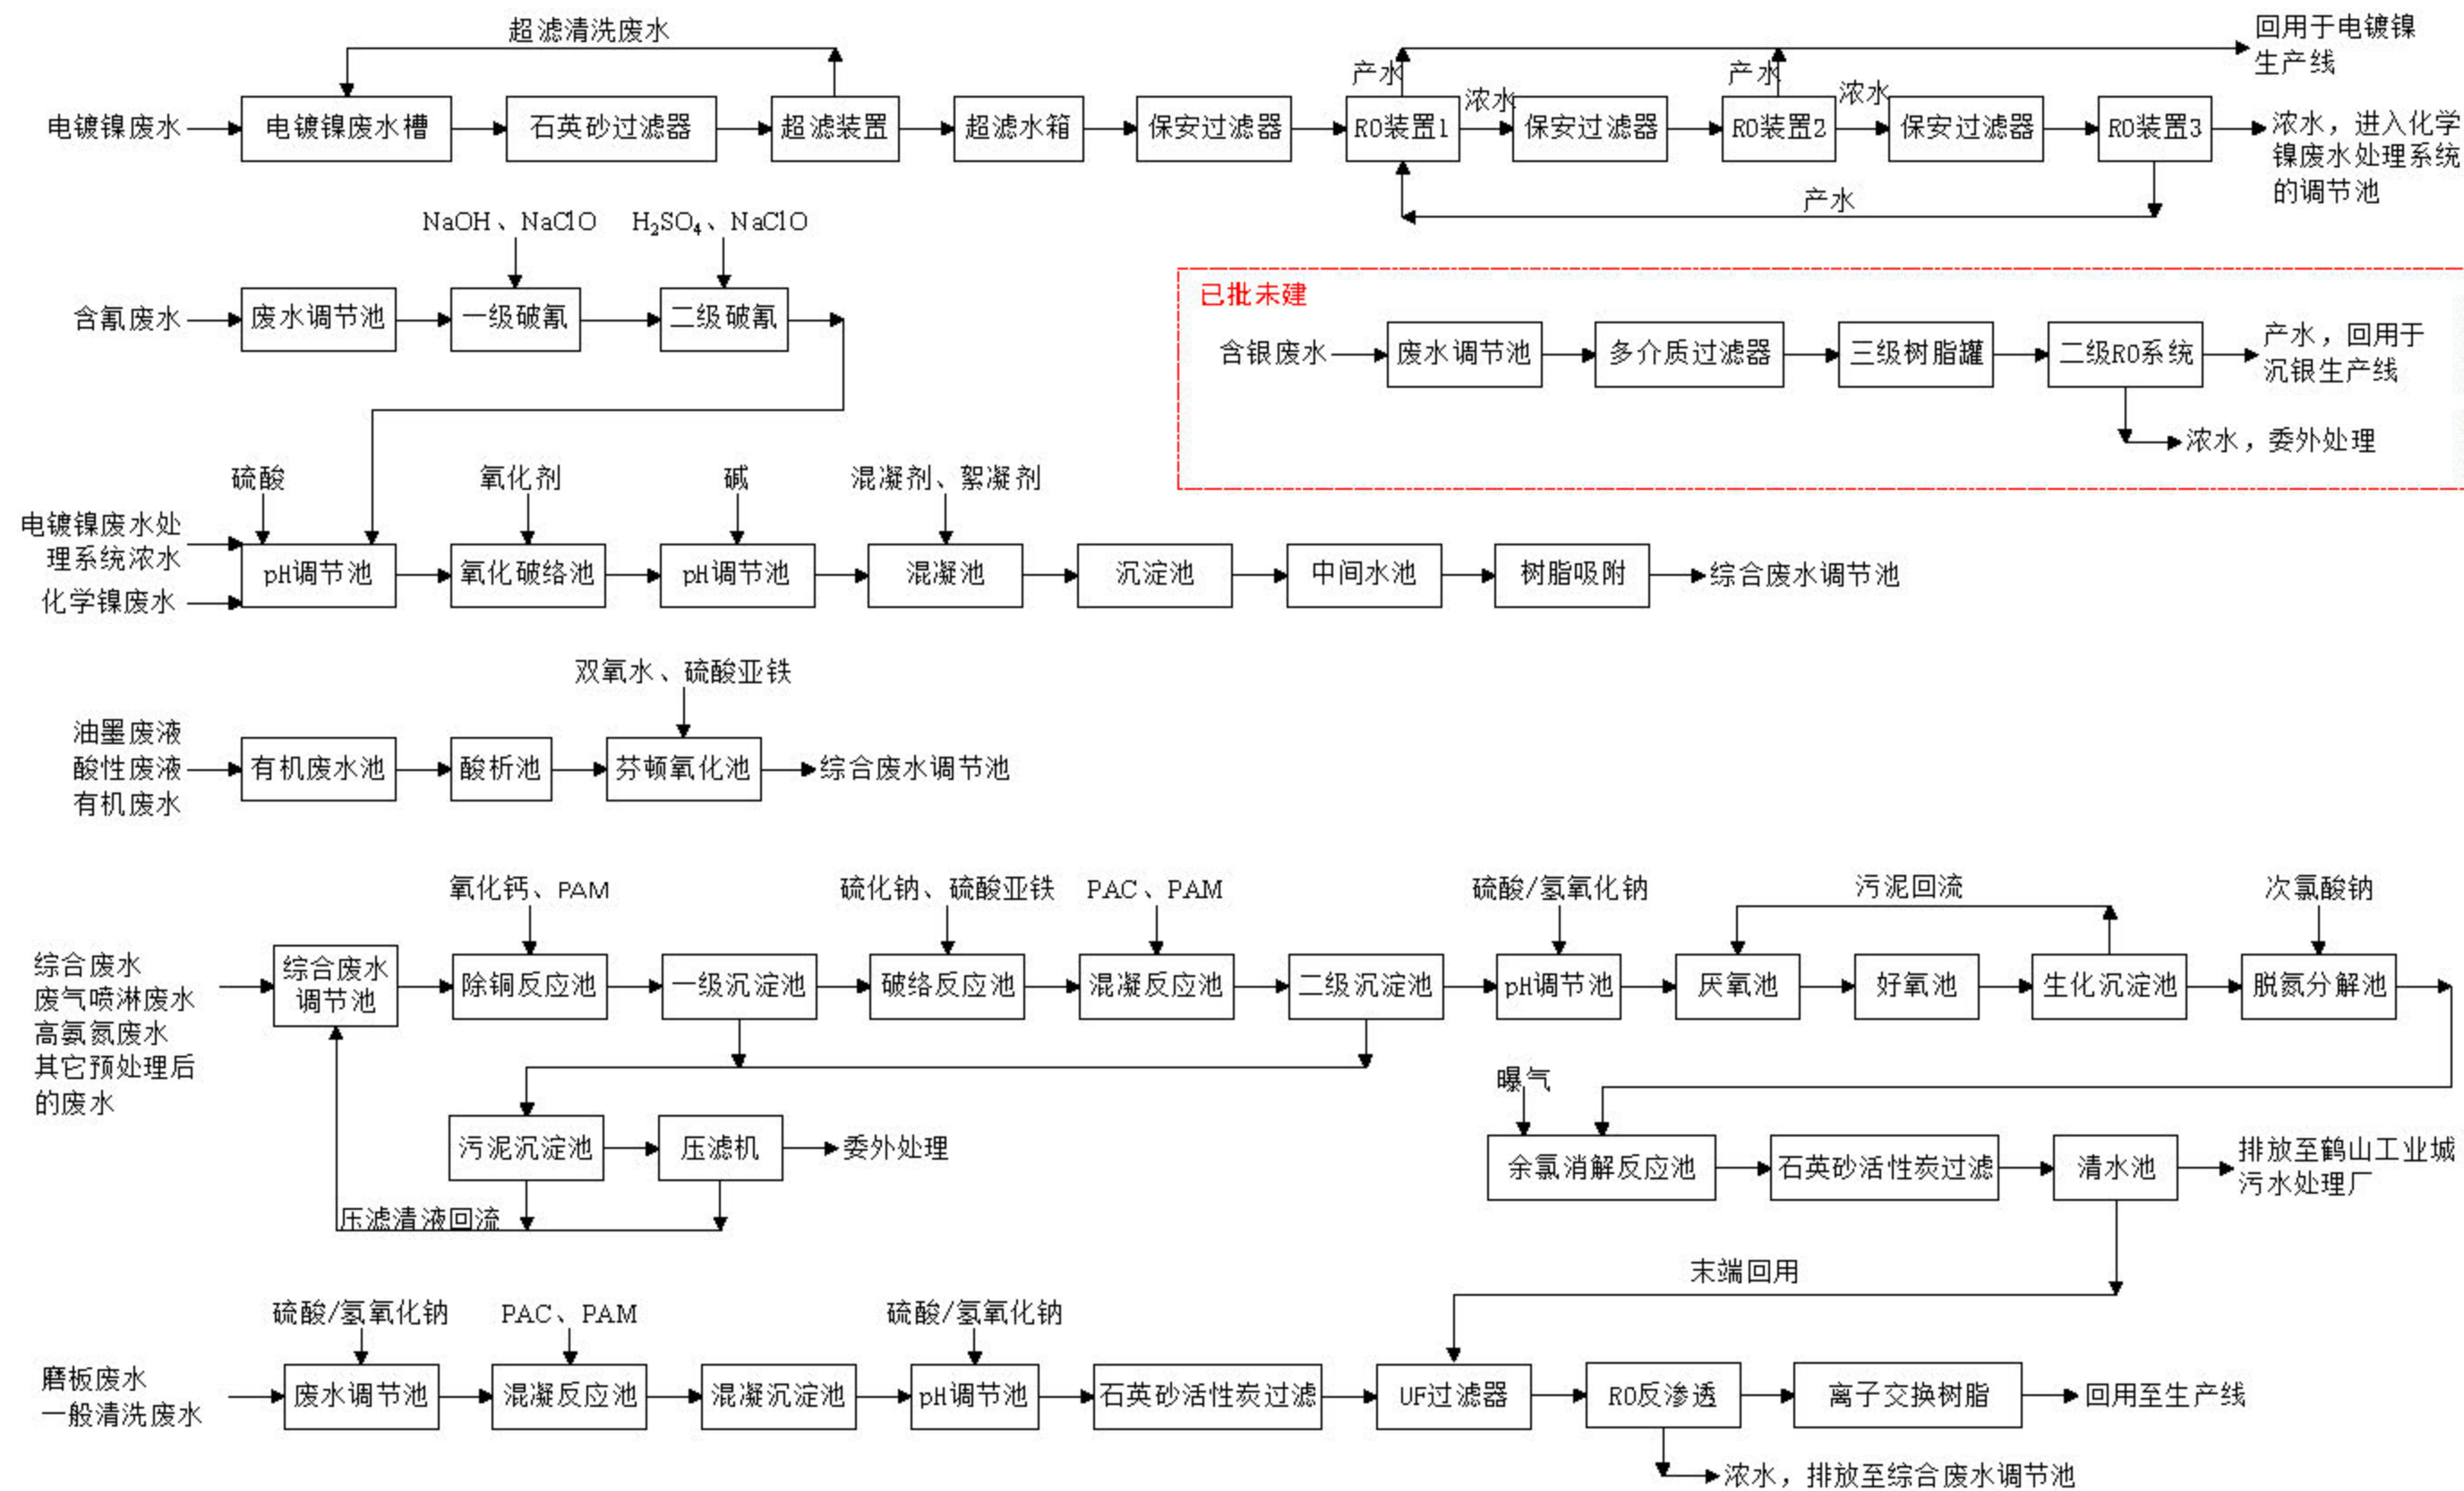 超滤清洗废水
回用于电镀镍
生产线
产水
浓水
产水
浓水
电镀镍废水
电镀镍废水槽
石英砂过滤器
超滤装置
超滤水箱
保安过滤器
RO装置1
保安过滤器
RO装置2
保安过滤器
RO装置3
浓水，进入化学
镍废水处理系统
的调节池
产水
NaOH、NaClO
H₂SO₄、NaClO
含氰废水
废水调节池
一级破氰
二级破氰
已批未建
含银废水
废水调节池
多介质过滤器
三级树脂罐
二级RO系统
产水，回用于
沉银生产线
浓水，委外处理
硫酸
氧化剂
碱
混凝剂、絮凝剂
电镀镍废水处
理系统浓水
化学镍废水
pH调节池
氧化破络池
pH调节池
混凝池
沉淀池
中间水池
树脂吸附
综合废水调节池
双氧水、硫酸亚铁
油墨废液
酸性废液
有机废水
有机废水池
酸析池
芬顿氧化池
综合废水调节池
氧化钙、PAM
硫化钠、硫酸亚铁
PAC、PAM
硫酸/氢氧化钠
污泥回流
次氯酸钠
综合废水
废气喷淋废水
高氨氮废水
其它预处理后
的废水
综合废水
调节池
除铜反应池
一级沉淀池
破络反应池
混凝反应池
二级沉淀池
pH调节池
厌氧池
好氧池
生化沉淀池
脱氮分解池
曝气
污泥沉淀池
压滤机
委外处理
余氯消解反应池
石英砂活性炭过滤
清水池
排放至鹤山工业城
污水处理厂
压滤清液回流
末端回用
硫酸/氢氧化钠
PAC、PAM
硫酸/氢氧化钠
磨板废水
一般清洗废水
废水调节池
混凝反应池
混凝沉淀池
pH调节池
石英砂活性炭过滤
UF过滤器
RO反渗透
离子交换树脂
回用至生产线
浓水，排放至综合废水调节池